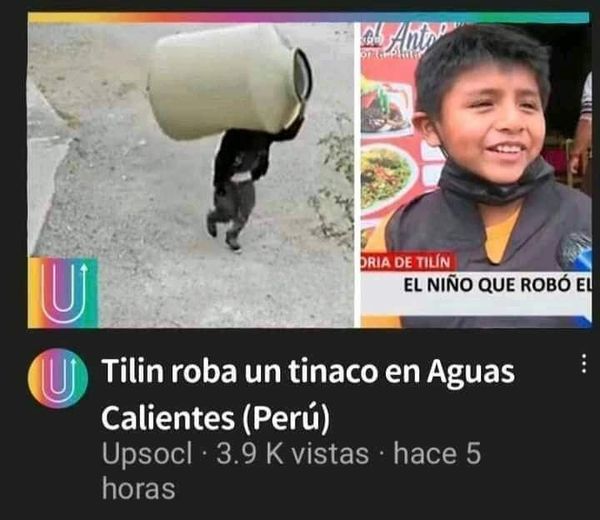 el Antó
ORIA DE TILÍN
EL NIÑO QUE ROBÓ EL
U
U
Tilin roba un tinaco en Aguas
Calientes (Perú)
Upsocl · 3.9 K vistas · hace 5
horas